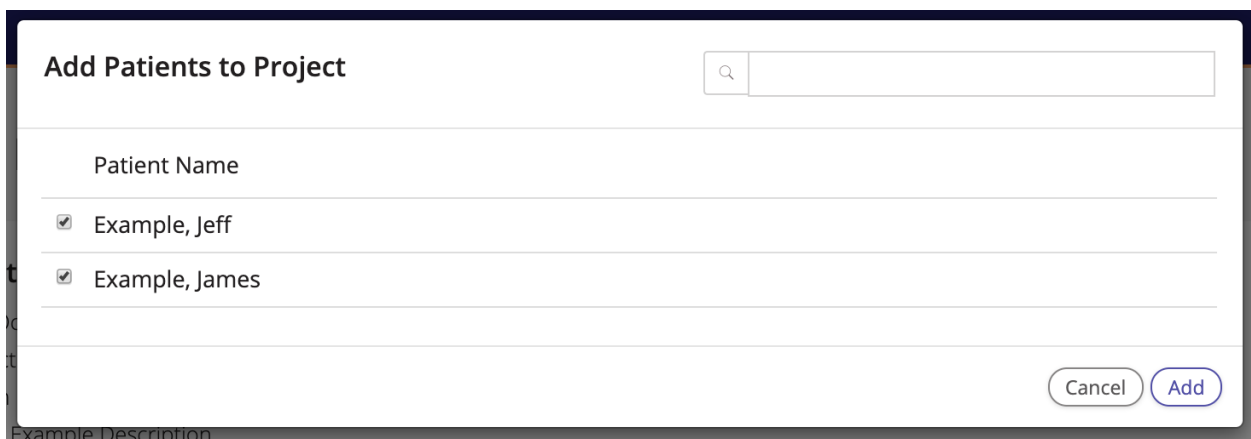 Add Patients to Project
Patient Name
Example, Jeff
Example, James
Cancel
Add
Example Description